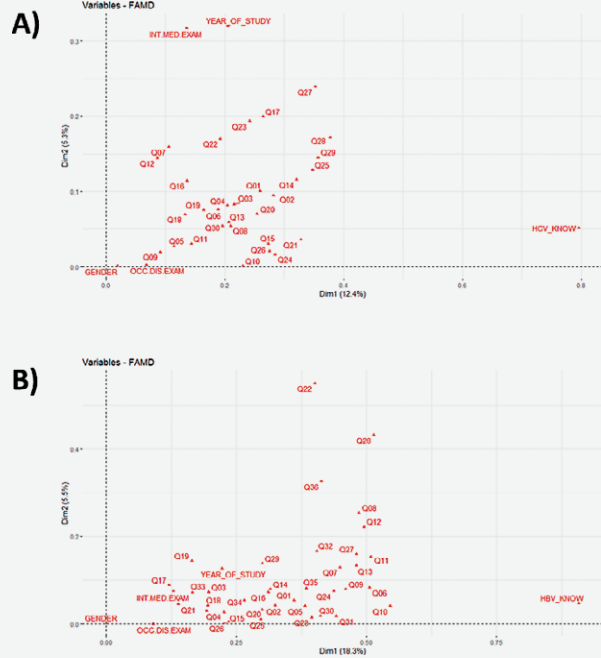 A)
Variables - FAMD
YEAR_OF_STUDY
INT.MED.EXAM
0.3
Q27
Q17
Q23
0.2
Q28
Q22
Q07
Q29
Q12
Q25
Dim2 (5.3%)
Q16
Q14
Q01
0.1
Q03
Q02
Q04
Q19
Q20
Q18
Q06
Q13
Q30
Q08
HCV_KNOW
Q05
Q11
Q15
Q21
Q09
Q26
Q24
Q10
0.0
GENDER
OCC.DIS.EXAM
0.0
0.2
0.4
0.6
0.8
Dim1 (12.4%)
B)
Variables - FAMD
Q22
0.4
Q36
Q08
Dim2 (5.5%)
Q12
0.2
Q32
Q27
Q11
Q19
Q29
Q13
YEAR_OF_STUDY
Q07
Q17
Q33
Q03
Q14
Q35
Q09
Q06
INT.MED.EXAM
Q18
Q16
Q01
Q24
Q34
HBV_KNOW
Q21
Q20
Q02
Q05
Q30
Q10
Q04
Q15
0.0
GENDER
OCC.DIS.EXAM
Q26
Q25
Q31
0.00
0.25
0.50
0.75
Dim1 (18.3%)